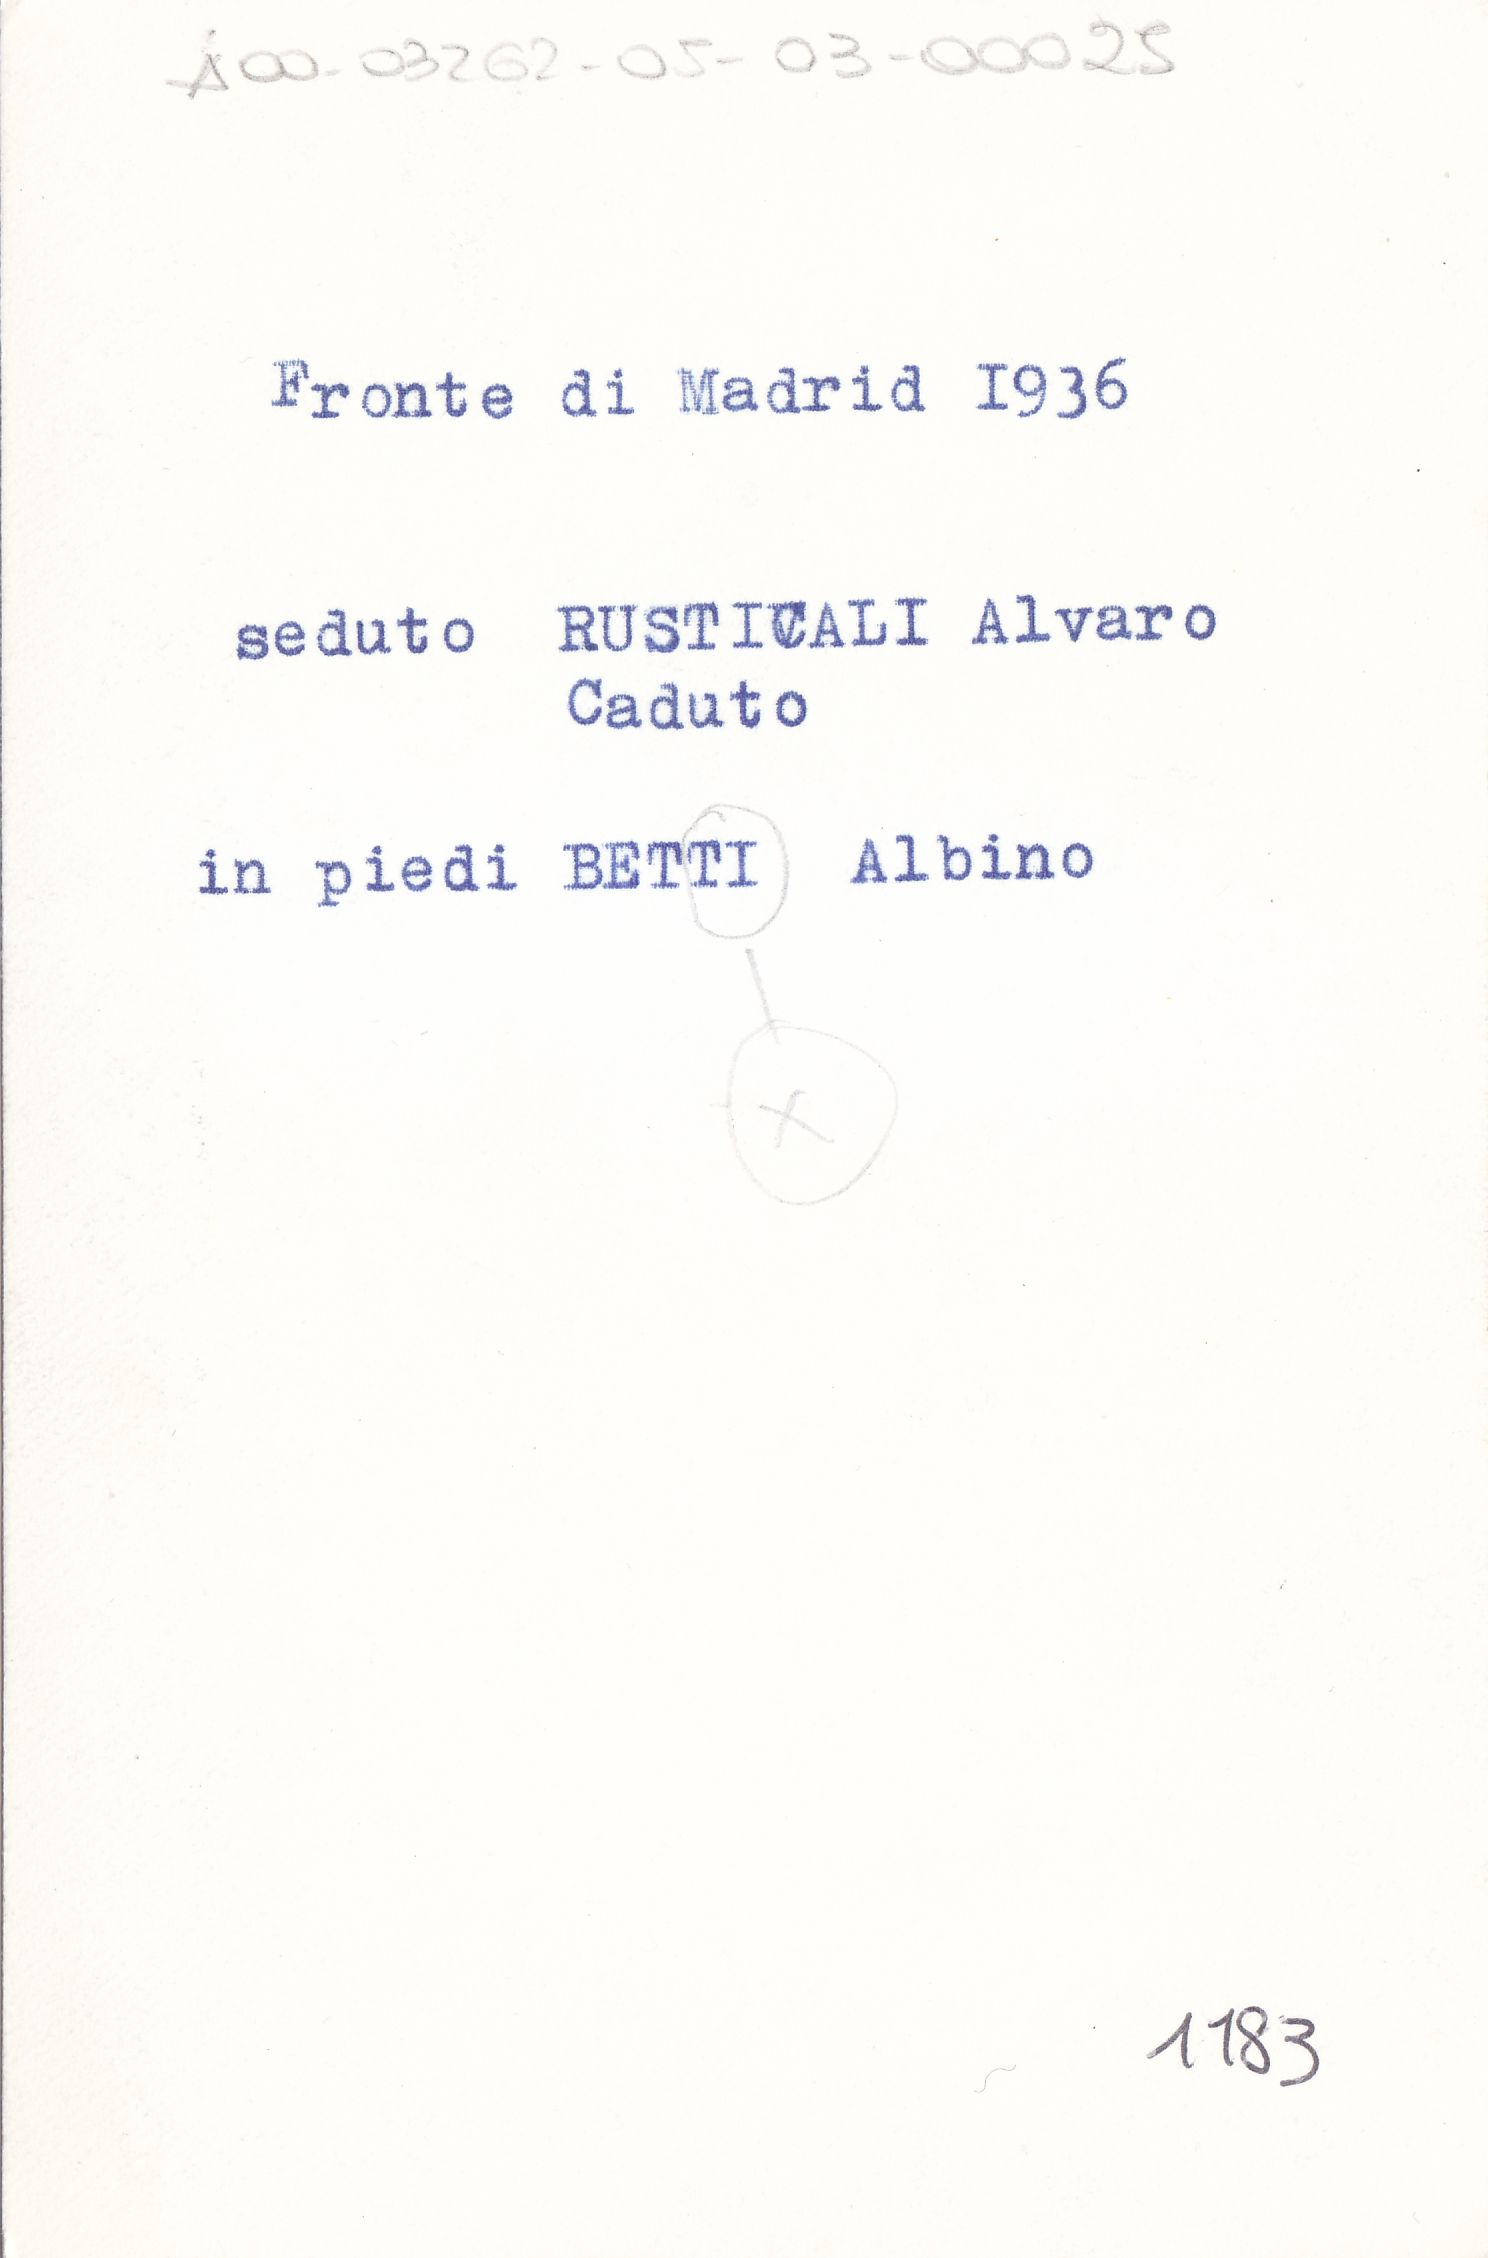 A00-03262-05-03-00025
Fronte di Madrid I936
seduto RUSTICALI Alvaro
Caduto
in piedi BETTI Albino
X
1183